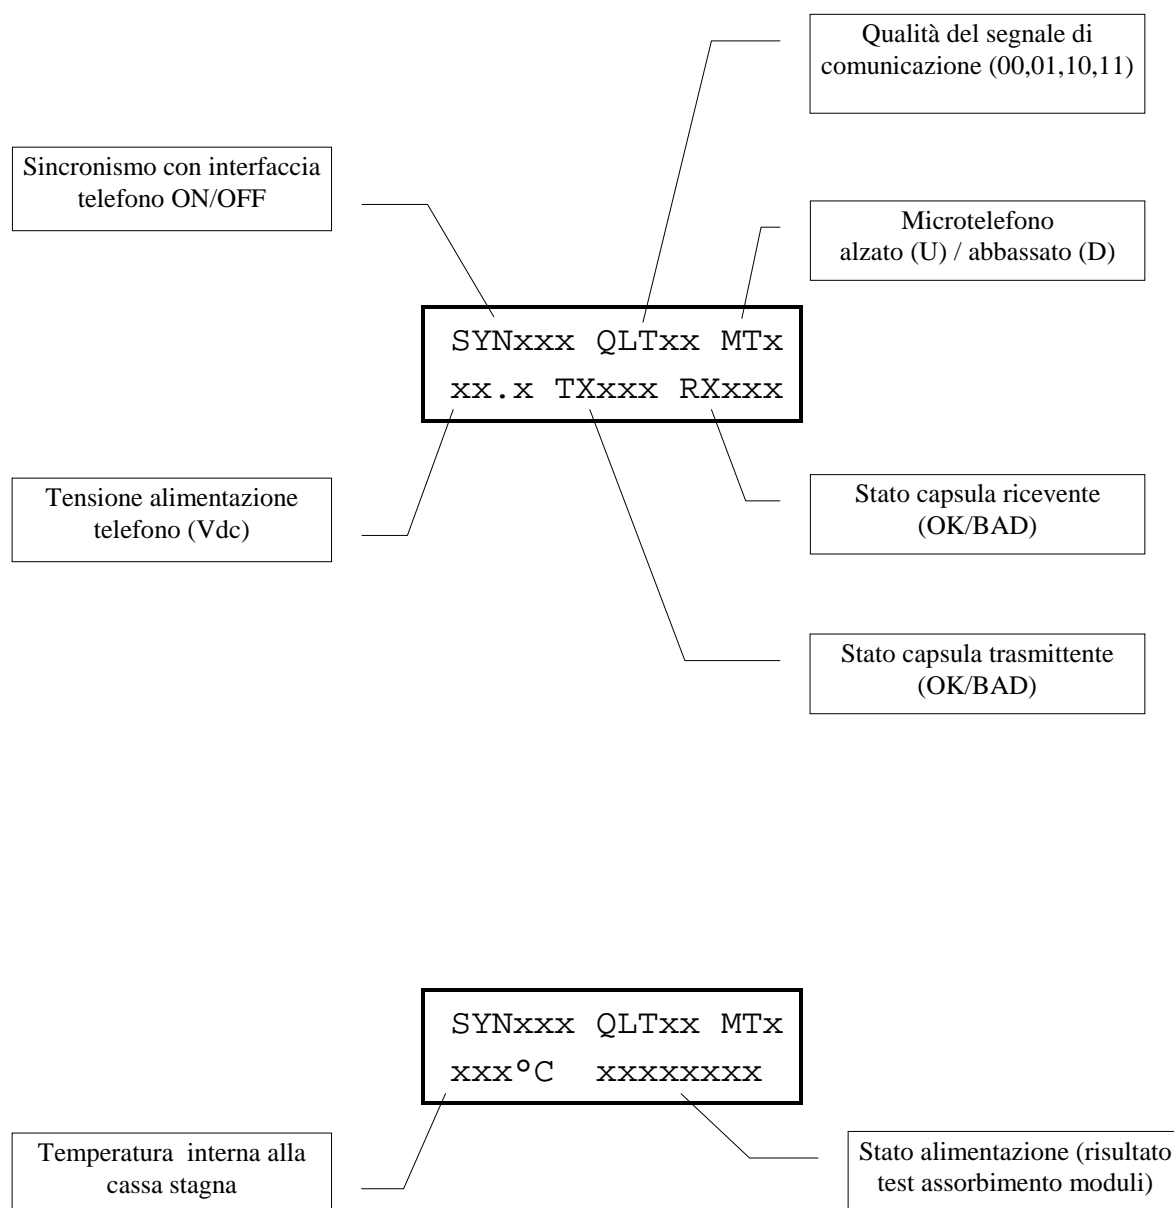 Qualità del segnale di
comunicazione (00,01,10,11)
Sincronismo con interfaccia
telefono ON/OFF
Microtelefono
alzato (U) / abbassato (D)
SYNxxx QLTxx MTx
xx.x TXxxx RXxxx
Tensione alimentazione
telefono (Vdc)
Stato capsula ricevente
(OK/BAD)
Stato capsula trasmittente
(OK/BAD)
SYNxxx QLTxx MTx
xxx°C xxxxxxxx
Temperatura interna alla
cassa stagna
Stato alimentazione (risultato
test assorbimento moduli)